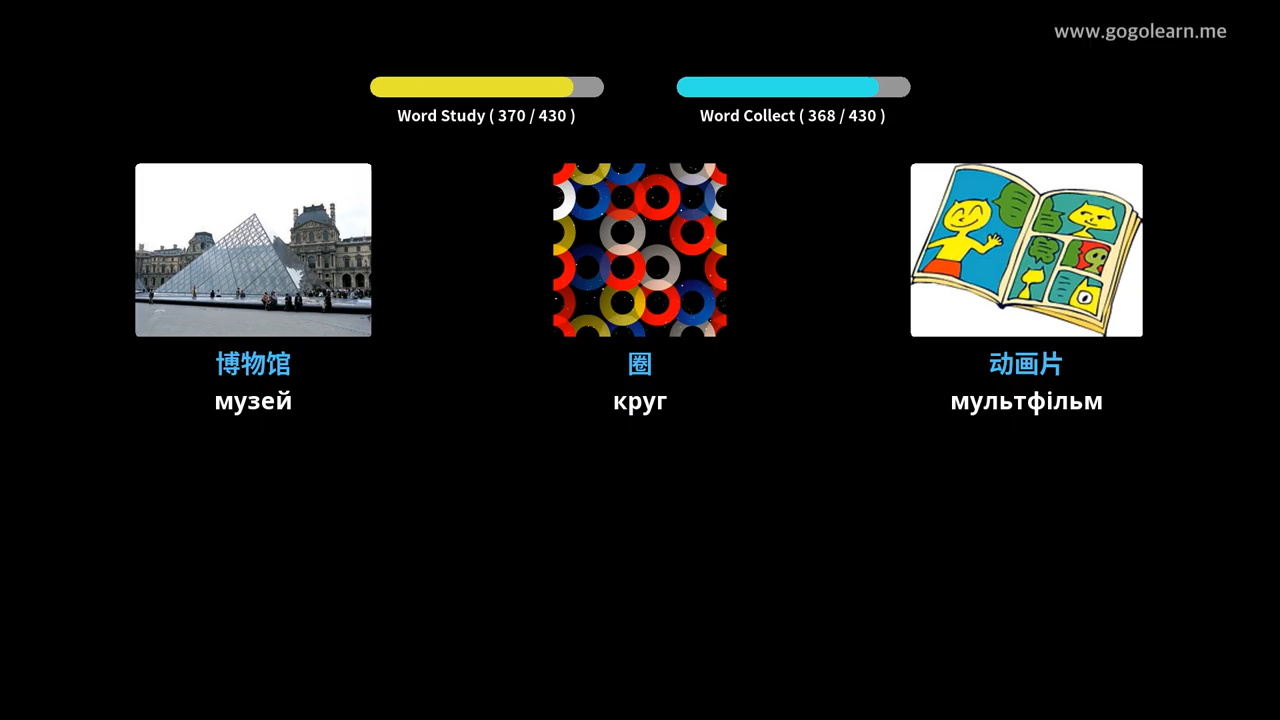 www.gogolearn.me
Word Study ( 370 / 430 )
Word Collect ( 368 / 430 )
博物馆
圈
动画片
музей
круг
мультфільм